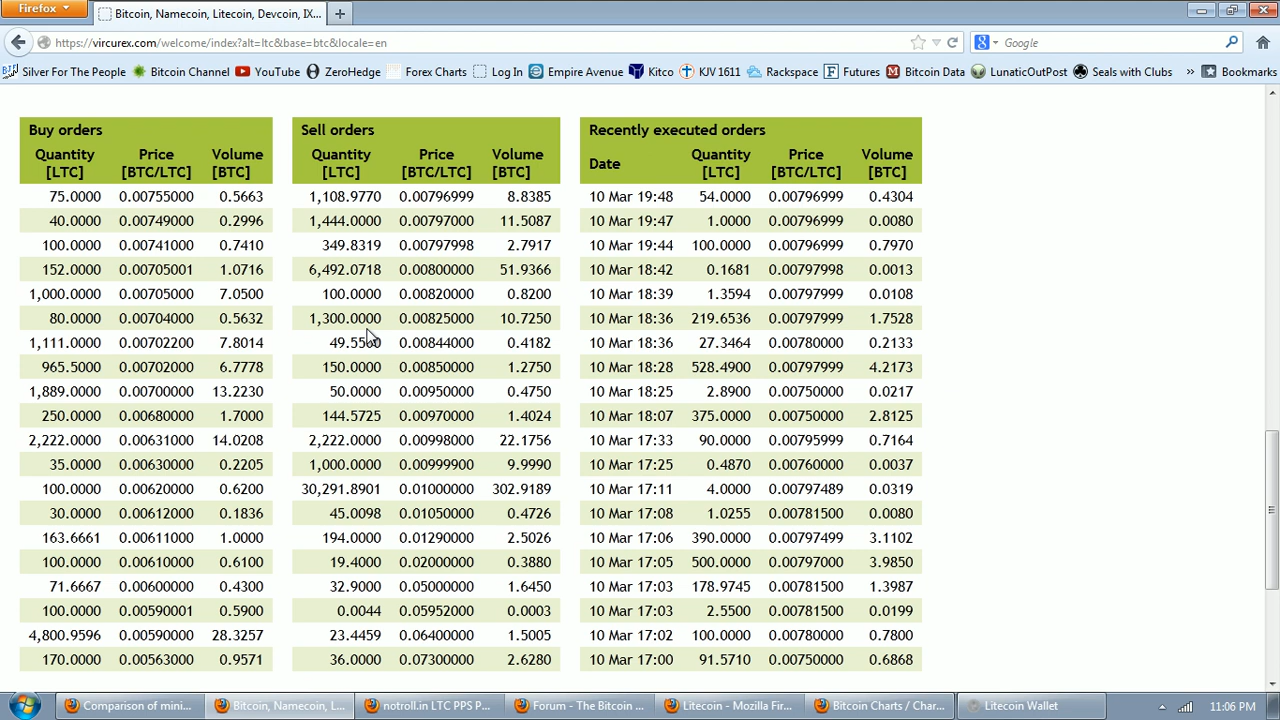 Firefox
Bitcoin, Namecoin, Litecoin, Devcoin, IX...
https://vircurex.com/welcome/index?alt=ltc&base=btc&locale=en
Google
Silver For The People Bitcoin Channel YouTube ZeroHedge Forex Charts Log In Empire Avenue Kitco KJV 1611 Rackspace Futures Bitcoin Data LunaticOutPost Seals with Clubs » Bookmarks
Buy orders
Quantity [LTC] Price [BTC/LTC] Volume [BTC]
75.0000 0.00755000 0.5663
40.0000 0.00749000 0.2996
100.0000 0.00741000 0.7410
152.0000 0.00705001 1.0716
1,000.0000 0.00705000 7.0500
80.0000 0.00704000 0.5632
1,111.0000 0.00702200 7.8014
965.5000 0.00702000 6.7778
1,889.0000 0.00700000 13.2230
250.0000 0.00680000 1.7000
2,222.0000 0.00631000 14.0208
35.0000 0.00630000 0.2205
100.0000 0.00620000 0.6200
30.0000 0.00612000 0.1836
163.6661 0.00611000 1.0000
100.0000 0.00610000 0.6100
71.6667 0.00600000 0.4300
100.0000 0.00590001 0.5900
4,800.9596 0.00590000 28.3257
170.0000 0.00563000 0.9571
Sell orders
Quantity [LTC] Price [BTC/LTC] Volume [BTC]
1,108.9770 0.00796999 8.8385
1,444.0000 0.00797000 11.5087
349.8319 0.00797998 2.7917
6,492.0718 0.00800000 51.9366
100.0000 0.00820000 0.8200
1,300.0000 0.00825000 10.7250
49.5500 0.00844000 0.4182
150.0000 0.00850000 1.2750
50.0000 0.00950000 0.4750
144.5725 0.00970000 1.4024
2,222.0000 0.00998000 22.1756
1,000.0000 0.00999900 9.9990
30,291.8901 0.01000000 302.9189
45.0098 0.01050000 0.4726
194.0000 0.01290000 2.5026
19.4000 0.02000000 0.3880
32.9000 0.05000000 1.6450
0.0044 0.05952000 0.0003
23.4459 0.06400000 1.5005
36.0000 0.07300000 2.6280
Recently executed orders
Date Quantity [LTC] Price [BTC/LTC] Volume [BTC]
10 Mar 19:48 54.0000 0.00796999 0.4304
10 Mar 19:47 1.0000 0.00796999 0.0080
10 Mar 19:44 100.0000 0.00796999 0.7970
10 Mar 18:42 0.1681 0.00797998 0.0013
10 Mar 18:39 1.3594 0.00797999 0.0108
10 Mar 18:36 219.6536 0.00797999 1.7528
10 Mar 18:36 27.3464 0.00780000 0.2133
10 Mar 18:28 528.4900 0.00797999 4.2173
10 Mar 18:25 2.8900 0.00750000 0.0217
10 Mar 18:07 375.0000 0.00750000 2.8125
10 Mar 17:33 90.0000 0.00795999 0.7164
10 Mar 17:25 0.4870 0.00760000 0.0037
10 Mar 17:11 4.0000 0.00797489 0.0319
10 Mar 17:08 1.0255 0.00781500 0.0080
10 Mar 17:06 390.0000 0.00797499 3.1102
10 Mar 17:05 500.0000 0.00797000 3.9850
10 Mar 17:03 178.9745 0.00781500 1.3987
10 Mar 17:03 2.5500 0.00781500 0.0199
10 Mar 17:02 100.0000 0.00780000 0.7800
10 Mar 17:00 91.5710 0.00750000 0.6868
Comparison of mini... Bitcoin, Namecoin, L... notroll.in LTC PPS P... Forum - The Bitcoin ... Litecoin - Mozilla Fir... Bitcoin Charts / Char... Litecoin Wallet 11:06 PM